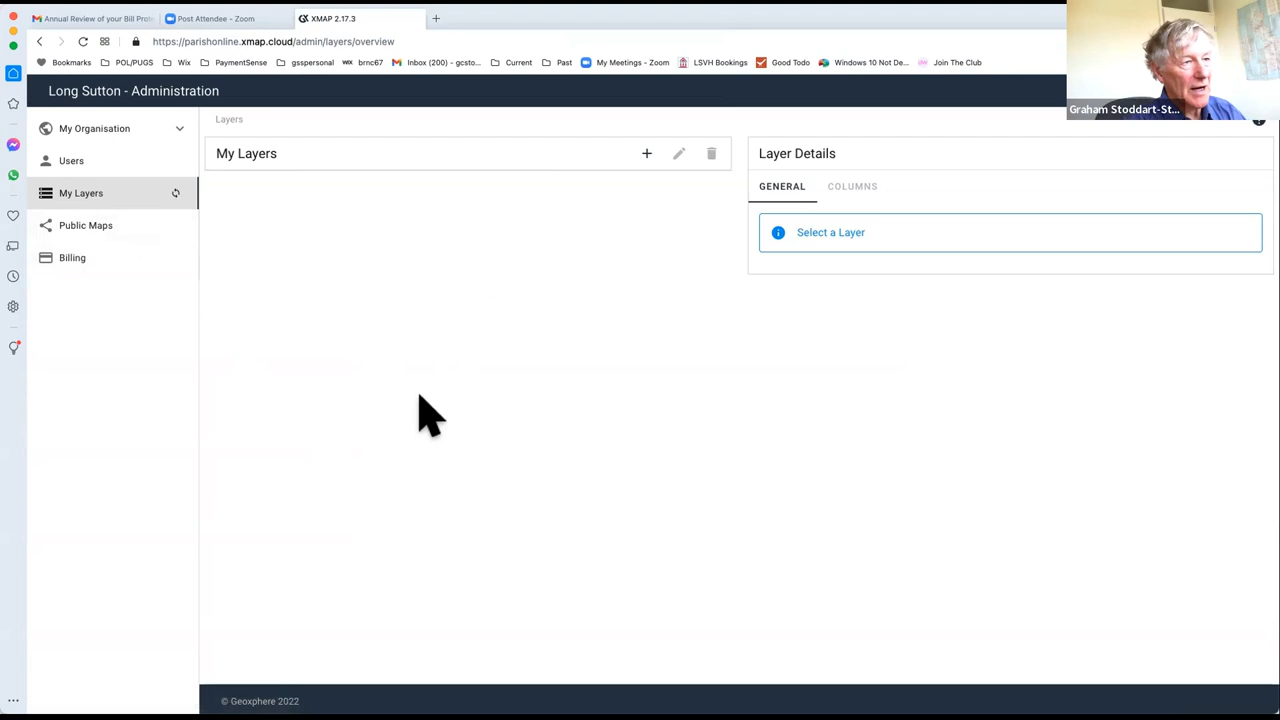 Annual Review of your Bill Prote
Post Attendee - Zoom
XMAP 2.17.3
https://parishonline.xmap.cloud/admin/layers/overview
Bookmarks
POL/PUGS
Wix
PaymentSense
gsspersonal
WIX
brnc67
Inbox (200) - gcsto...
Current
Past
My Meetings - Zoom
LSVH Bookings
Good Todo
Windows 10 Not De...
Join The Club
Graham Stoddart-St...
Long Sutton - Administration
My Organisation
Users
My Layers
Public Maps
Billing
Layers
My Layers
Layer Details
GENERAL
COLUMNS
Select a Layer
© Geoxphere 2022